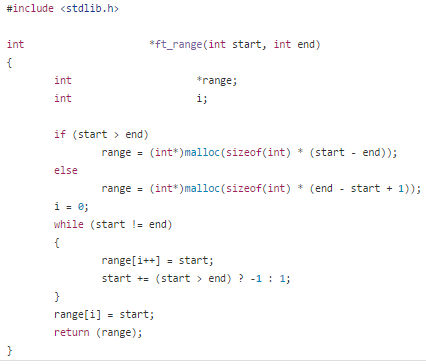 #include <stdlib.h>

int                     *ft_range(int start, int end)
{
        int                     *range;
        int                     i;

        if (start > end)
                range = (int*)malloc(sizeof(int) * (start - end));
        else
                range = (int*)malloc(sizeof(int) * (end - start + 1));
        i = 0;
        while (start != end)
        {
                range[i++] = start;
                start += (start > end) ? -1 : 1;
        }
        range[i] = start;
        return (range);
}